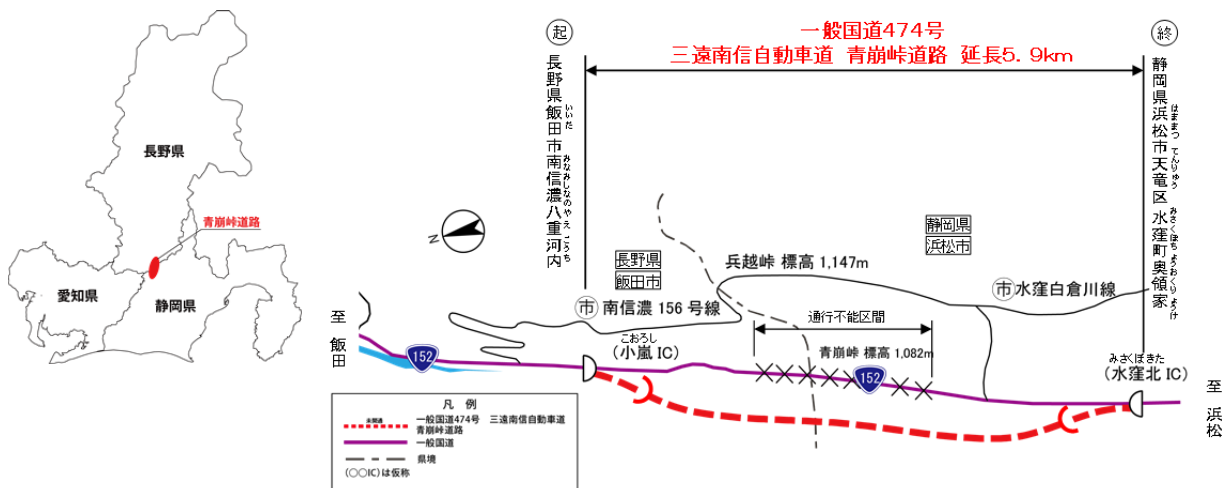 長野県
青崩峠道路
愛知県
静岡県
一般国道474号
三遠南信自動車道 青崩峠道路 延長5.9km
起
長野県飯田市南信濃八重河内
いいだ
みなみしなのやえごうち
終
静岡県浜松市天竜区水窪町奥領家
はままつ てんりゅう
みさくぼちょうおくりょうけ
N
静岡県
浜松市
長野県
飯田市
兵越峠 標高 1,147m
市 南信濃 156 号線
市 水窪白倉川線
通行不能区間
至 飯田
152
こおろし
(小嵐 IC)
青崩峠 標高 1,082m
152
みさくぼきた
(水窪北 IC)
至 浜松
凡 例
未開通
一般国道474号 三遠南信自動車道
青崩峠道路
一般国道
県境
(○○IC)は仮称